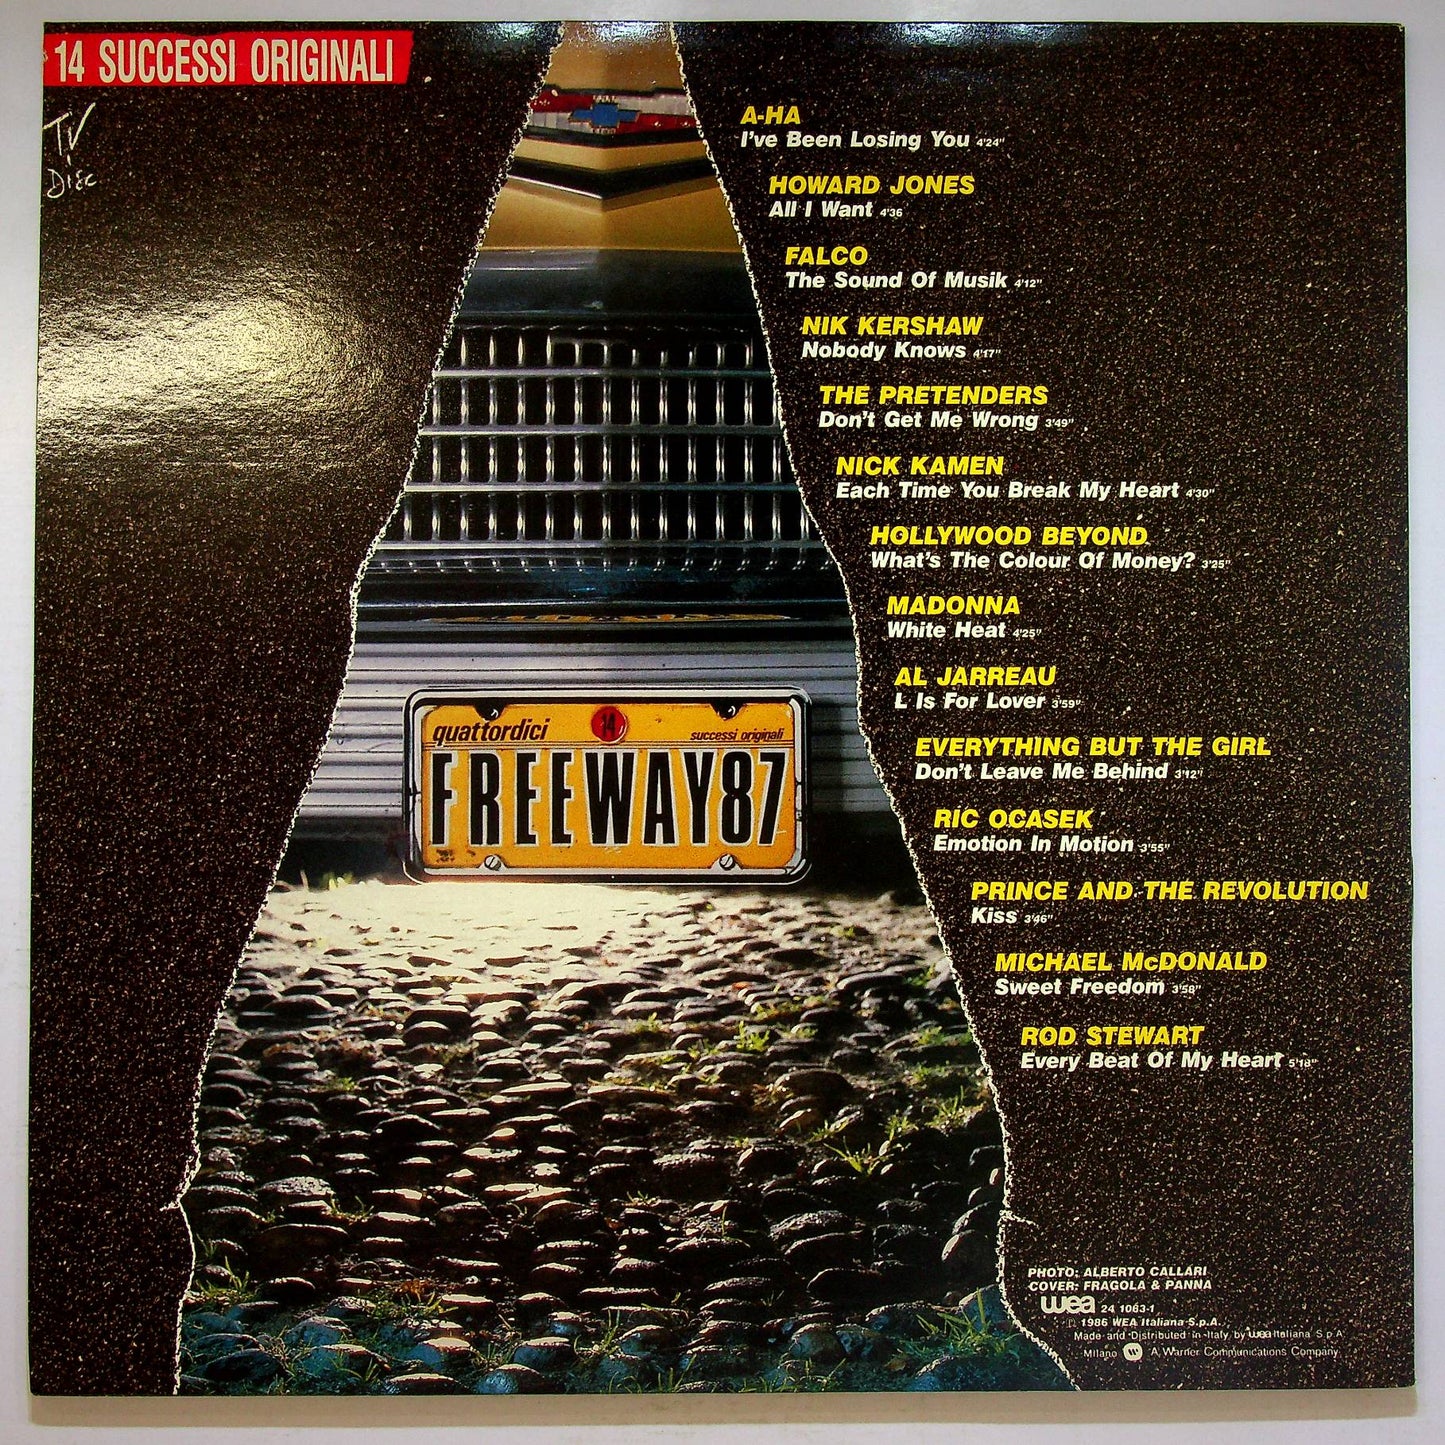 14 SUCCESSI ORIGINALI
TV
Disc
A-HA
I've Been Losing You 4'24"
HOWARD JONES
All I Want 4'36
FALCO
The Sound Of Musik 4'12"
NIK KERSHAW
Nobody Knows 4'17"
THE PRETENDERS
Don't Get Me Wrong 3'49"
NICK KAMEN
Each Time You Break My Heart 4'30"
HOLLYWOOD BEYOND
What's The Colour Of Money? 3'25"
MADONNA
White Heat 4'25"
AL JARREAU
L Is For Lover 3'59"
EVERYTHING BUT THE GIRL
Don't Leave Me Behind 3'12"
RIC OCASEK
Emotion In Motion 3'55"
PRINCE AND THE REVOLUTION
Kiss 3'46"
MICHAEL McDONALD
Sweet Freedom 3'58"
ROD STEWART
Every Beat Of My Heart 5'18"
quattordici 14 successi originali
FREEWAY87
PHOTO: ALBERTO CALLARI
COVER: FRAGOLA & PANNA
wea 24 1083-1
℗ 1986 WEA Italiana S.p.A.
Made and Distributed in Italy by wea Italiana S.p.A.
Milano W A Warner Communications Company